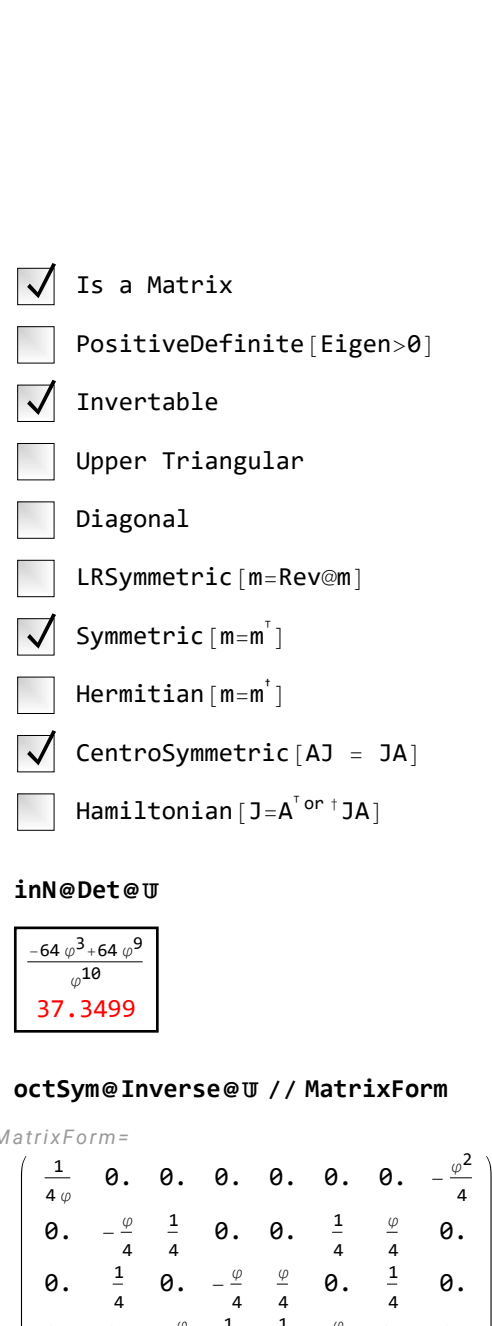 Is a Matrix
PositiveDefinite[Eigen>0]
Invertable
Upper Triangular
Diagonal
LRSymmetric[m=Rev@m]
Symmetric[m=mᵀ]
Hermitian[m=m†]
CentroSymmetric[AJ = JA]
Hamiltonian[J=Aᵀ or †JA]
inN@Det@𝕌
(-64 φ^3+64 φ^9)/φ^10
37.3499
octSym@Inverse@𝕌 // MatrixForm
MatrixForm=
1/(4 φ) 0. 0. 0. 0. 0. 0. -φ^2/4
0. -φ/4 1/4 0. 0. 1/4 φ/4 0.
0. 1/4 0. -φ/4 φ/4 0. 1/4 0.
φ 1 1 φ